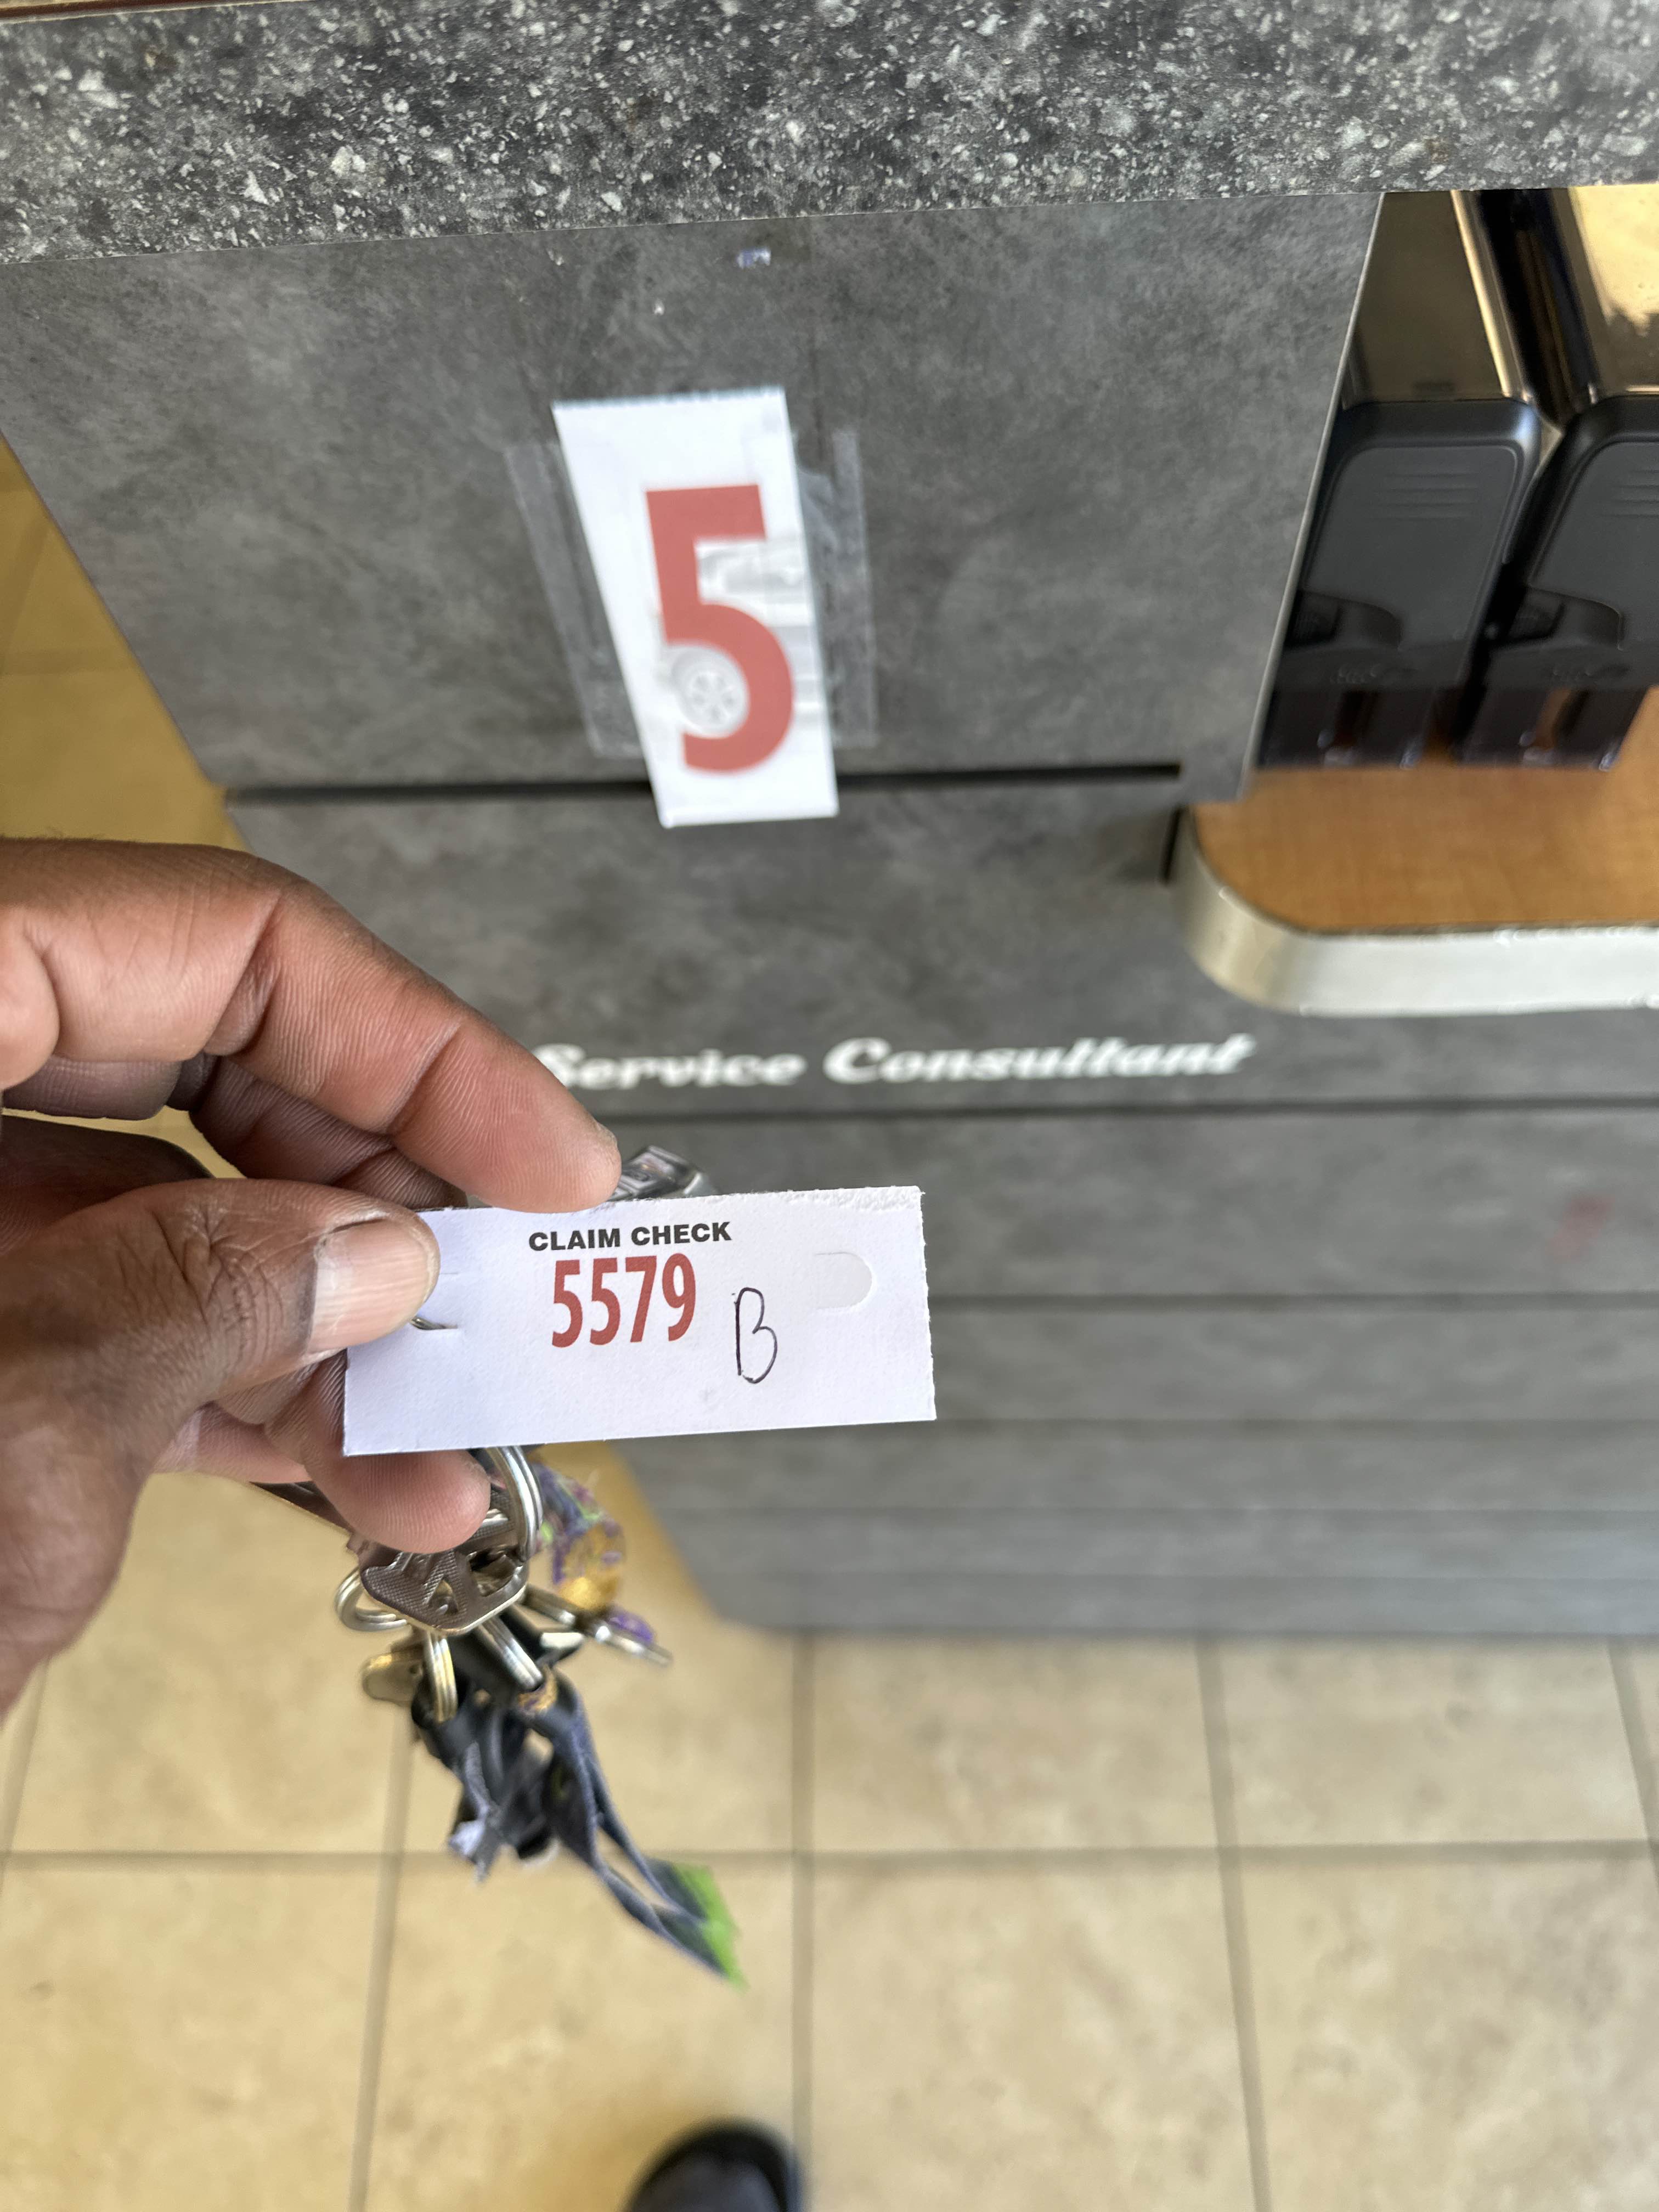 5
Service Consultant
CLAIM CHECK
5579 B